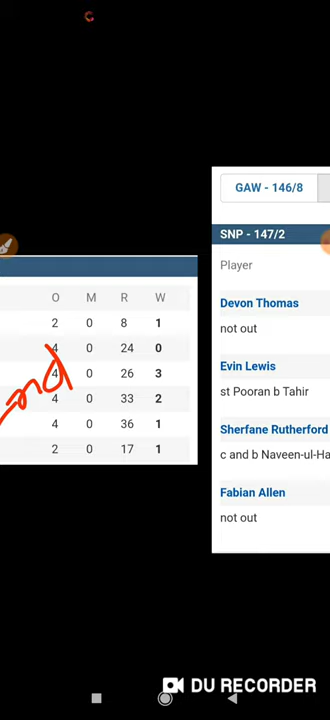 GAW - 146/8
SNP - 147/2
Player
Devon Thomas
not out
Evin Lewis
st Pooran b Tahir
Sherfane Rutherford
c and b Naveen-ul-Ha
Fabian Allen
not out
O M R W
2 0 8 1
4 0 24 0
4 0 26 3
4 0 33 2
4 0 36 1
2 0 17 1
nd
DU RECORDER